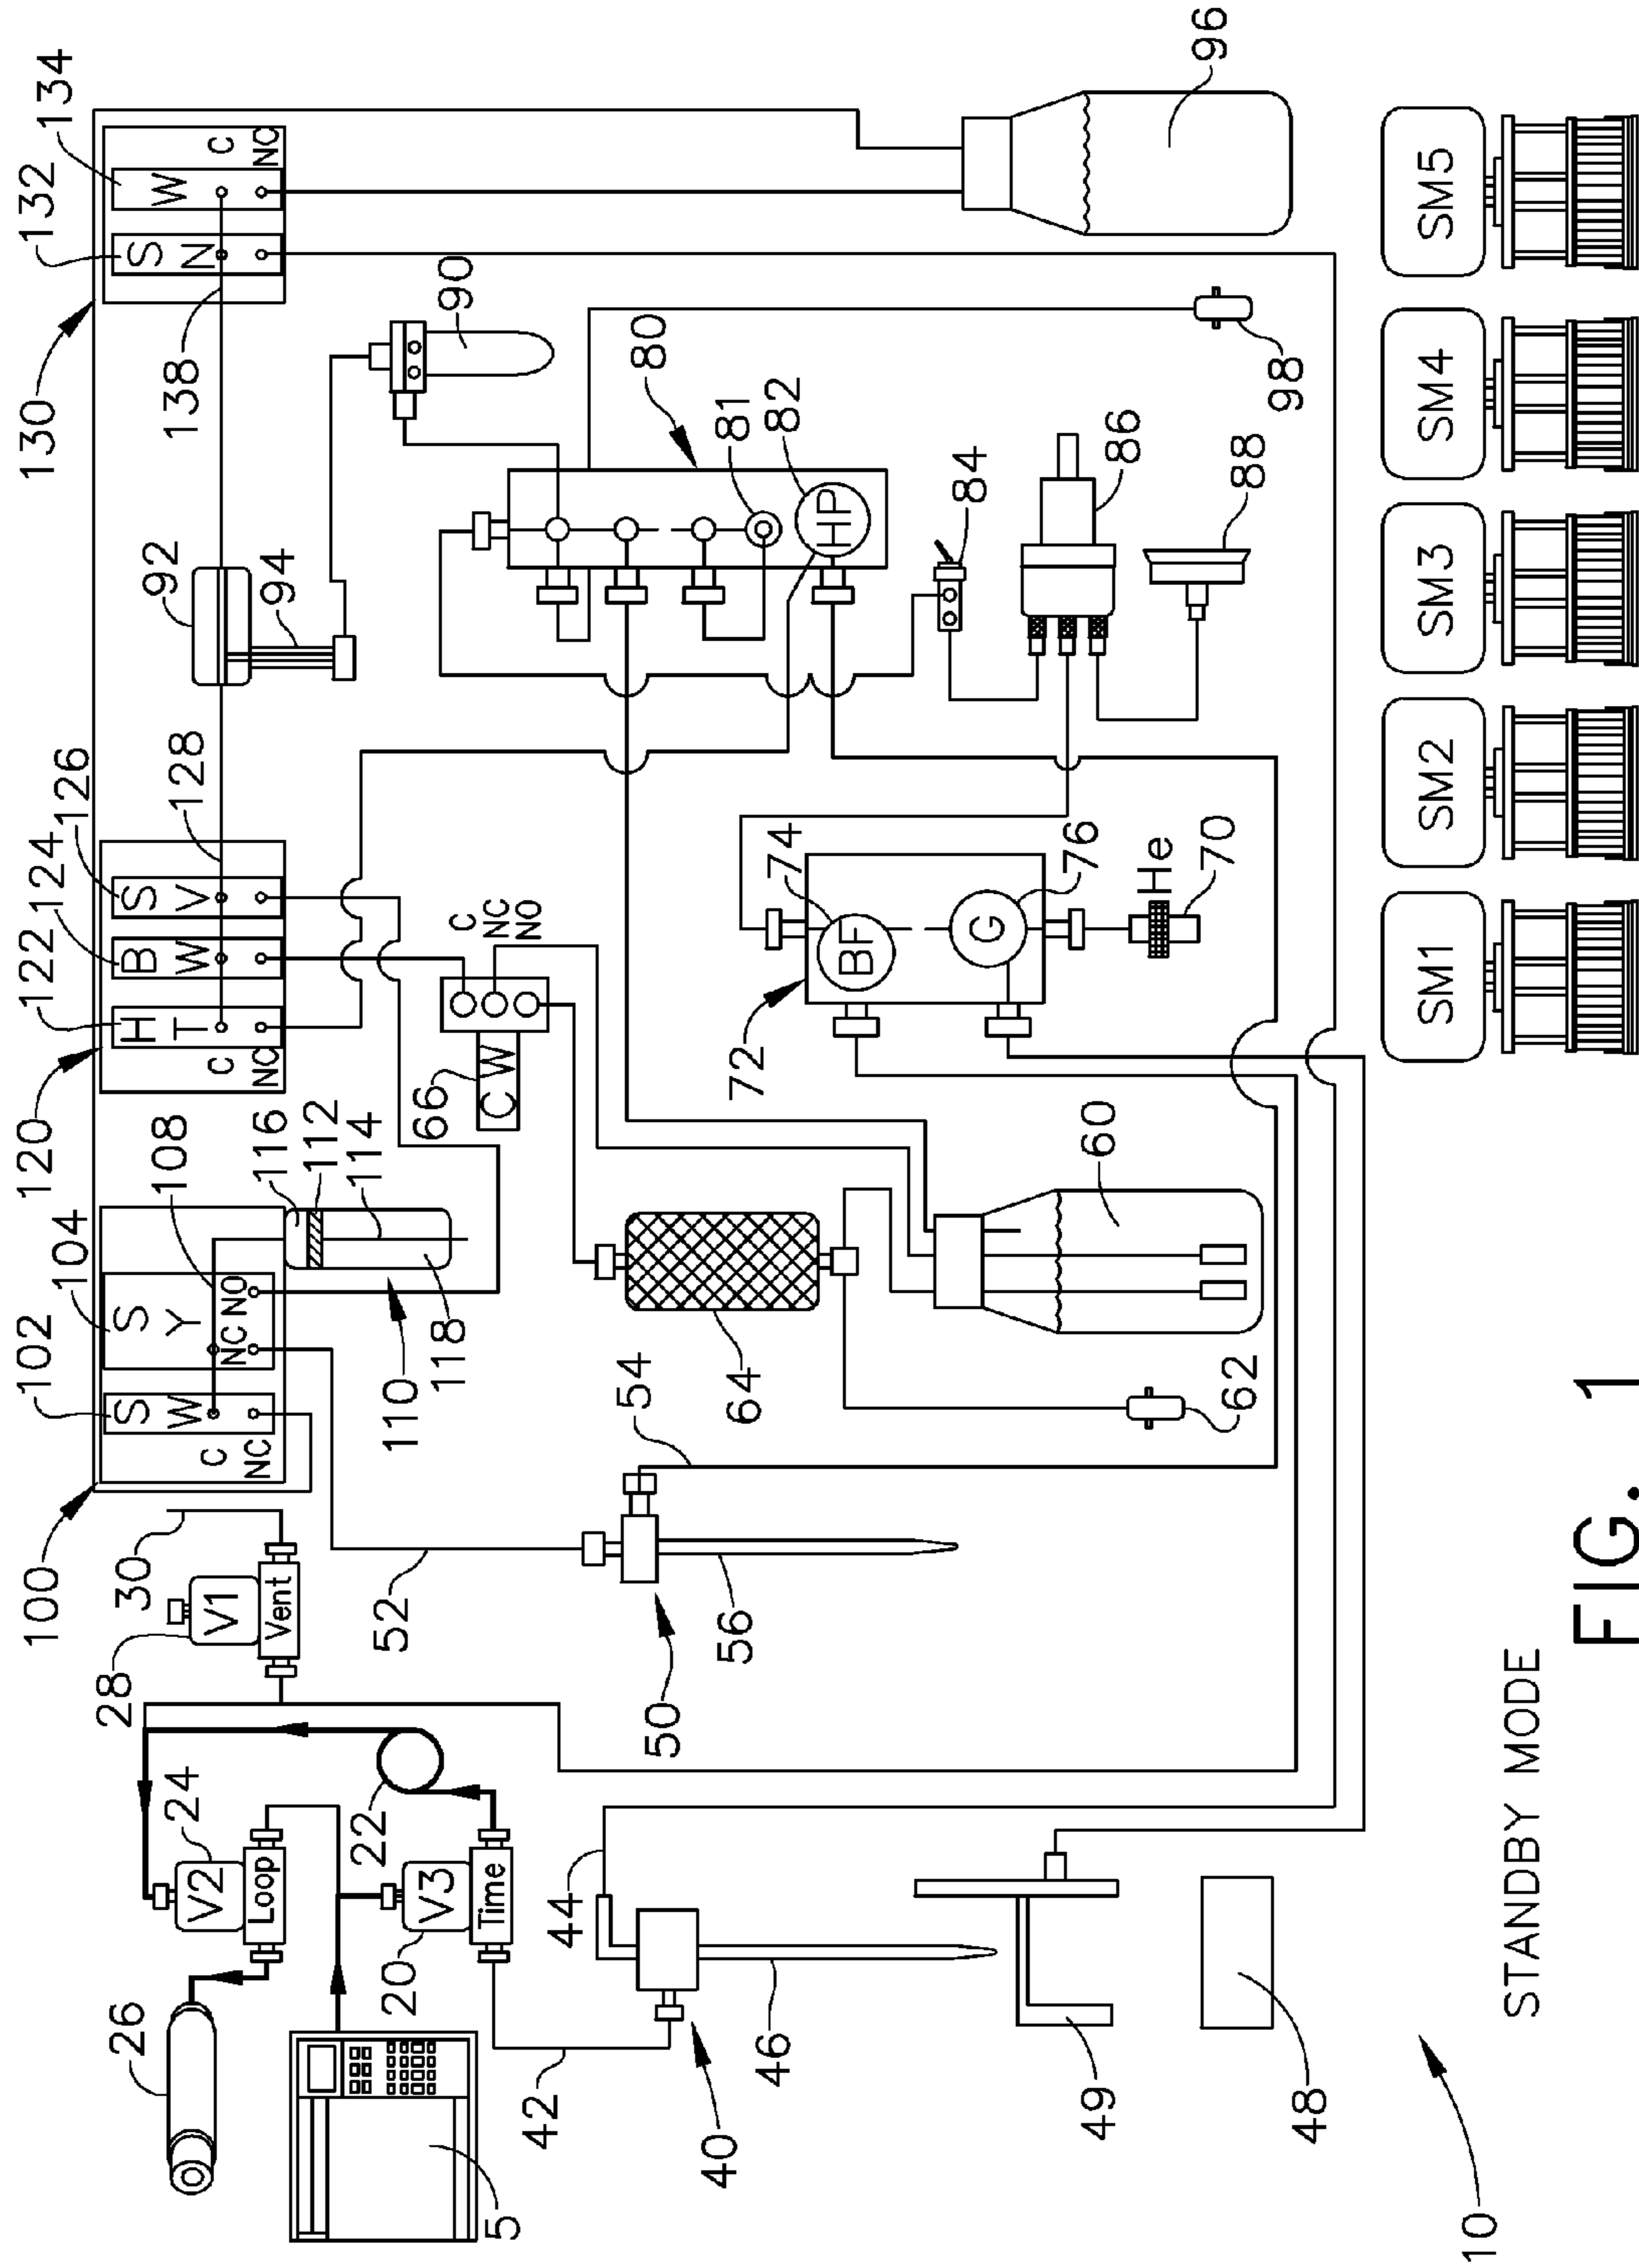 100
102
104
108
116
112
114
110
118
120
122
124
126
128
130
132
134
138
S
W
C
NC
S
Y
NC
NO
H
T
B
W
S
V
C
NC
S
N
W
C
NC
30
28
V1
Vent
24
V2
Loop
22
26
20
V3
Time
5
42
44
40
46
49
48
52
54
50
56
66
C W
C
NC
NO
64
62
60
92
94
90
80
81
82
HP
84
86
88
98
96
72
74
BF
76
G
He
70
10
STANDBY MODE
SM1
SM2
SM3
SM4
SM5
FIG. 1